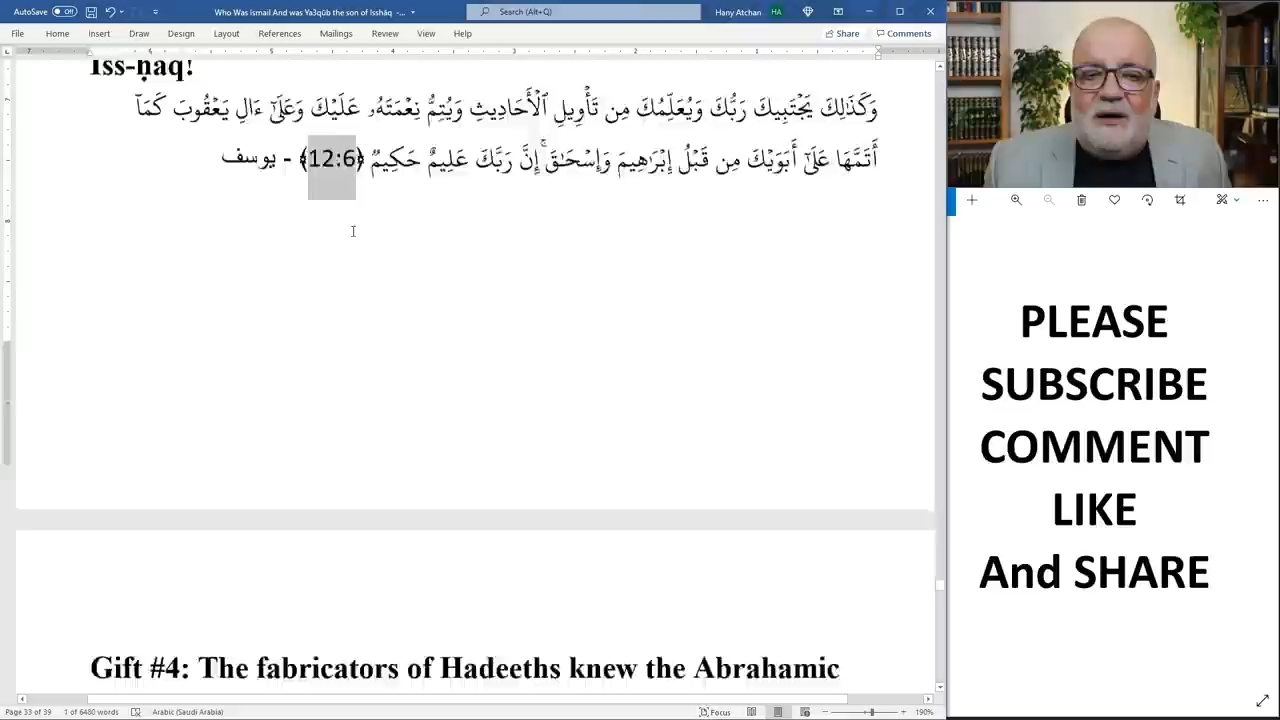 AutoSave Off
Who Was Ismail And was Ya3qūb the son of Isshāq -...
Search (Alt+Q)
Hany Atchan HA
File Home Insert Draw Design Layout References Mailings Review View Help
Share Comments
Iss-ḥaq!
وَكَذَٰلِكَ يَجْتَبِيكَ رَبُّكَ وَيُعَلِّمُكَ مِن تَأْوِيلِ ٱلْأَحَادِيثِ وَيُتِمُّ نِعْمَتَهُۥ عَلَيْكَ وَعَلَىٰٓ ءَالِ يَعْقُوبَ كَمَآ
أَتَمَّهَا عَلَىٰٓ أَبَوَيْكَ مِن قَبْلُ إِبْرَٰهِيمَ وَإِسْحَٰقَ ۚ إِنَّ رَبَّكَ عَلِيمٌ حَكِيمٌ ﴿12:6﴾ - يوسف
Gift #4: The fabricators of Hadeeths knew the Abrahamic
Page 33 of 39 1 of 6480 words Arabic (Saudi Arabia) Focus 190%
PLEASE
SUBSCRIBE
COMMENT
LIKE
And SHARE